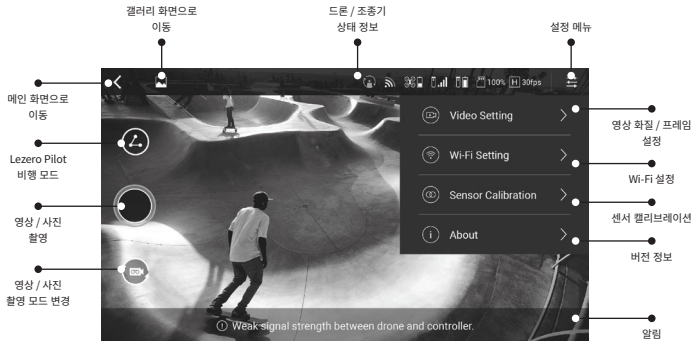 갤러리 화면으로
이동
드론 / 조종기
상태 정보
설정 메뉴
100% H 30fps
메인 화면으로
이동
Lezero Pilot
비행 모드
영상 / 사진
촬영
영상 / 사진
촬영 모드 변경
Video Setting
Wi-Fi Setting
Sensor Calibration
About
영상 화질 / 프레임
설정
Wi-Fi 설정
센서 캘리브레이션
버전 정보
Weak signal strength between drone and controller.
알림